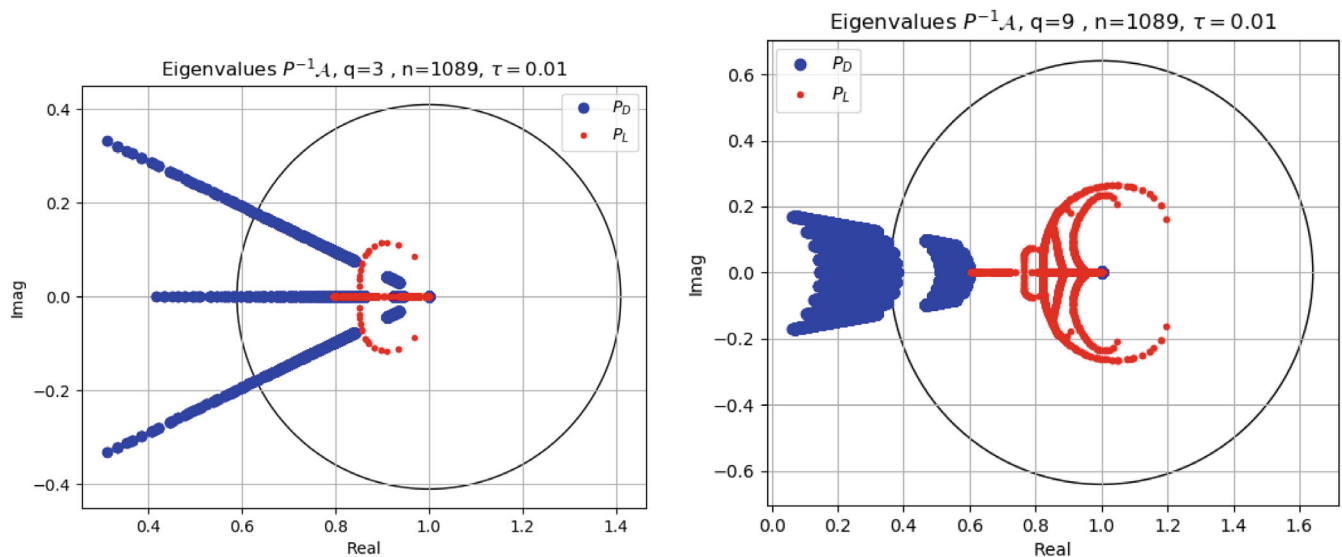 Eigenvalues $P^{-1}\mathcal{A}$, q=3 , n=1089, $\tau = 0.01$
$P_D$
$P_L$
0.4
0.2
0.0
−0.2
−0.4
Imag
0.4
0.6
0.8
1.0
1.2
1.4
Real
Eigenvalues $P^{-1}\mathcal{A}$, q=9 , n=1089, $\tau = 0.01$
$P_D$
$P_L$
0.6
0.4
0.2
0.0
−0.2
−0.4
−0.6
Imag
0.0
0.2
0.4
0.6
0.8
1.0
1.2
1.4
1.6
Real